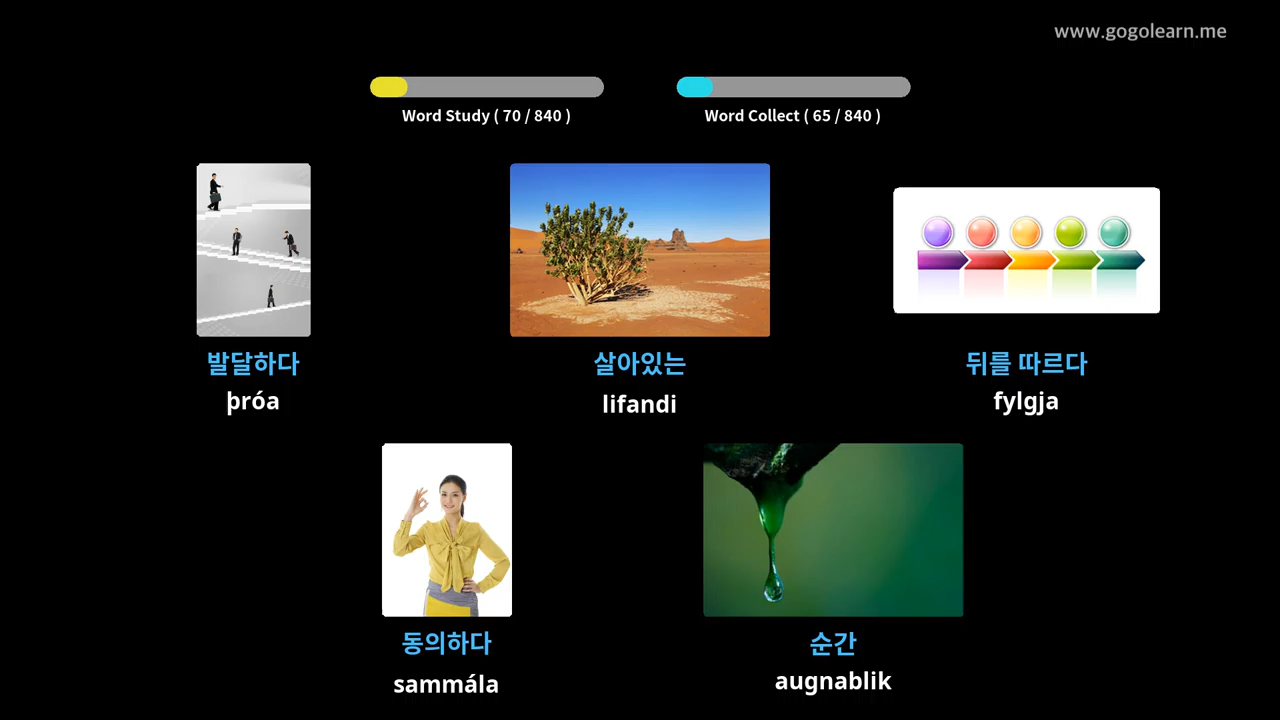 www.gogolearn.me
Word Study ( 70 / 840 )
Word Collect ( 65 / 840 )
발달하다
þróa
살아있는
lifandi
뒤를 따르다
fylgja
동의하다
sammála
순간
augnablik